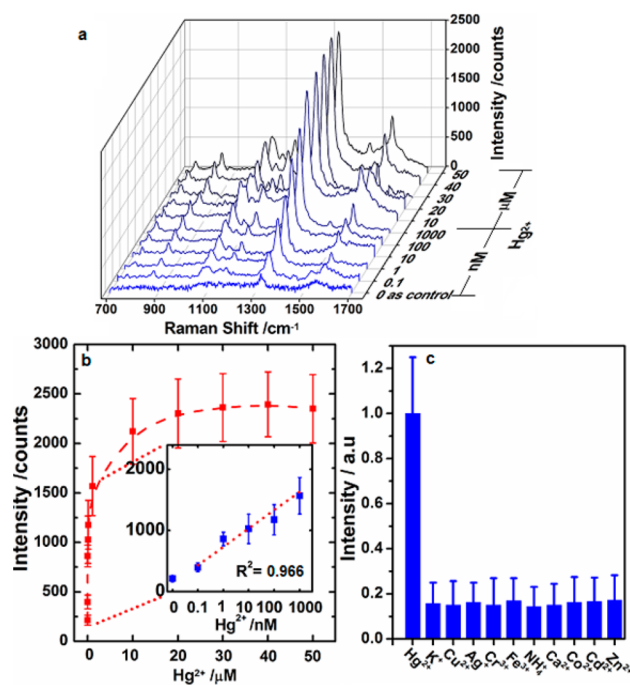 a
2500
2000
1500
1000
500
0
Intensity /counts
50
40
30
20
10
1000
100
100
10
1
0.1
0 as control
μM
nM
Hg²⁺
700 900 1100 1300 1500 1700
Raman Shift /cm⁻¹
b
3000
2500
2000
1500
1000
500
0
Intensity /counts
0 10 20 30 40 50
Hg²⁺ /μM
2000
1000
0
R²= 0.966
0 0.1 1 10 100 1000
Hg²⁺ /nM
c
1.2
1.0
0.8
0.6
0.4
0.2
0.0
Intensity / a.u
Hg²⁺ K⁺ Cu²⁺ Ag Cr³⁺ Fe³⁺ NH₄⁺ Ca²⁺ Co²⁺ Cd²⁺ Zn²⁺